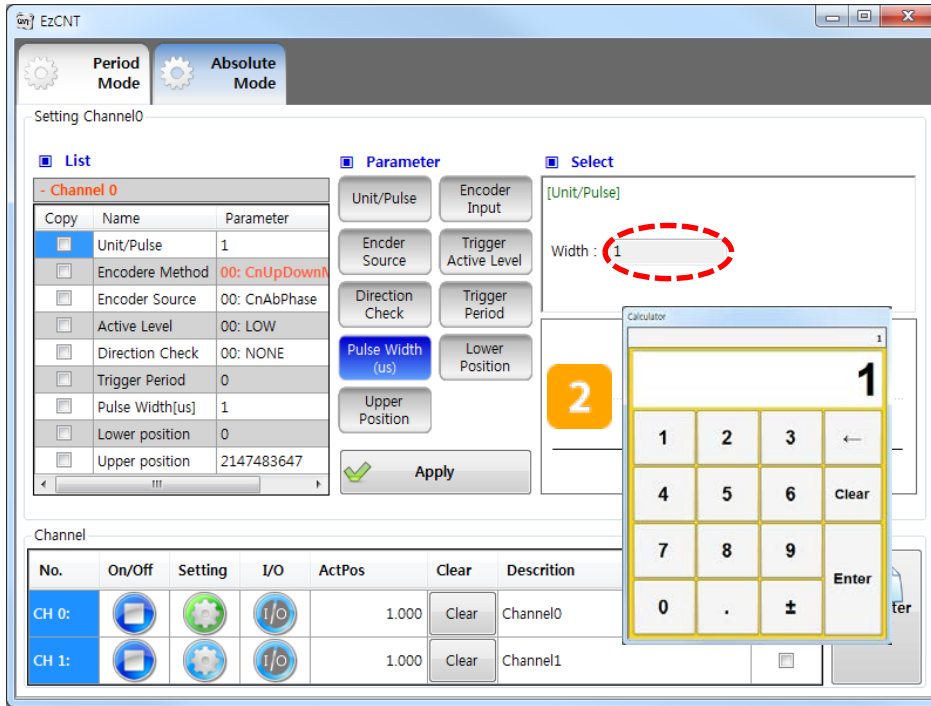 EzCNT
Period
Mode
Absolute
Mode
Setting Channel0
List
- Channel 0
Copy Name Parameter
Unit/Pulse 1
Encodere Method 00: CnUpDown
Encoder Source 00: CnAbPhase
Active Level 00: LOW
Direction Check 00: NONE
Trigger Period 0
Pulse Width[us] 1
Lower position 0
Upper position 2147483647
Parameter
Unit/Pulse
Encoder
Input
Encder
Source
Trigger
Active Level
Direction
Check
Trigger
Period
Pulse Width
(us)
Lower
Position
Upper
Position
Apply
Select
[Unit/Pulse]
Width : 1
2
Calculator
1
1
1 2 3 ←
4 5 6 Clear
7 8 9
Enter
0 . ±
Channel
No. On/Off Setting I/O ActPos Clear Descrition
CH 0: I/O 1.000 Clear Channel0
CH 1: I/O 1.000 Clear Channel1